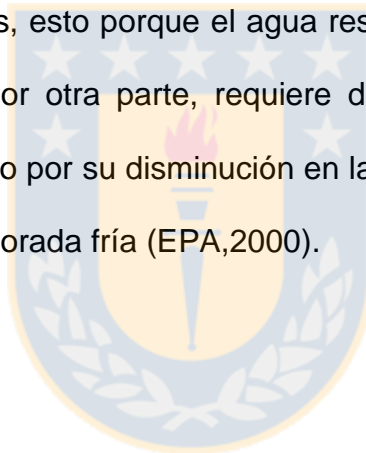 s, esto porque el agua res
or otra parte, requiere d
o por su disminución en la
orada fría (EPA,2000).